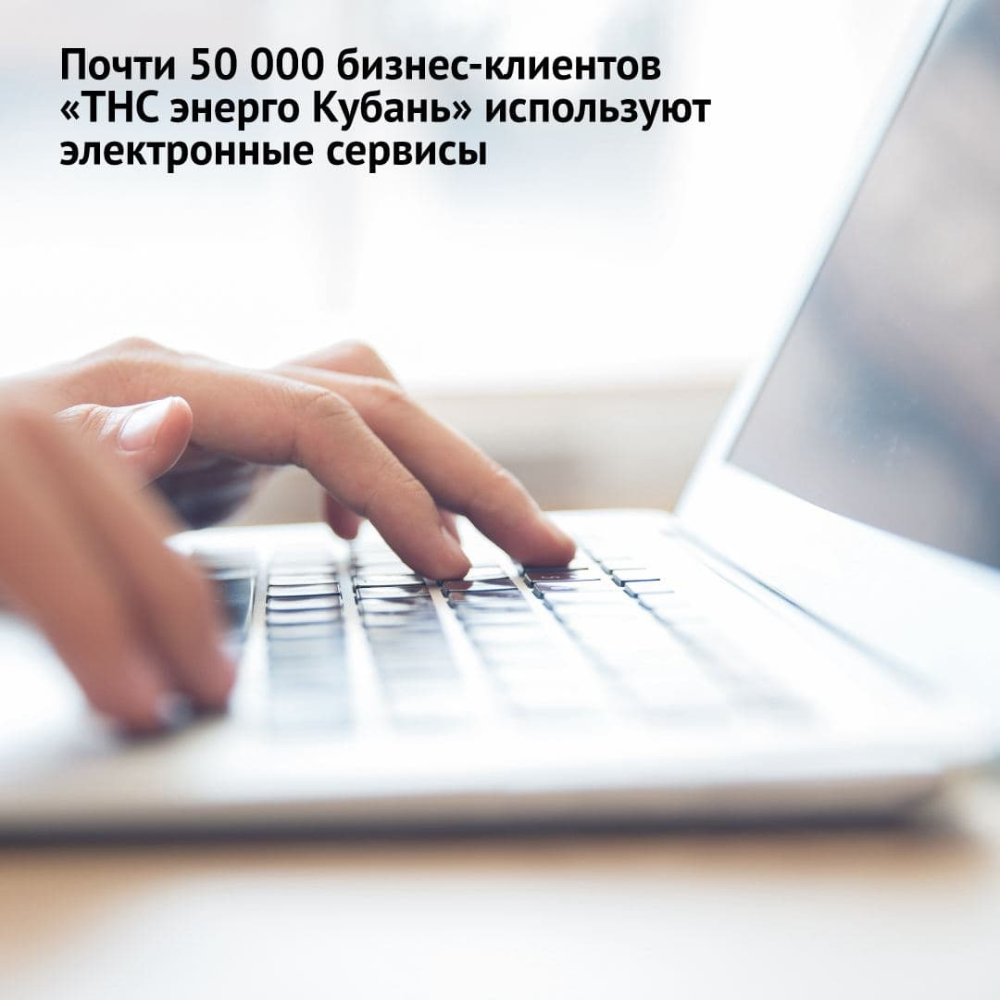 Почти 50 000 бизнес-клиентов
«ТНС энерго Кубань» используют
электронные сервисы